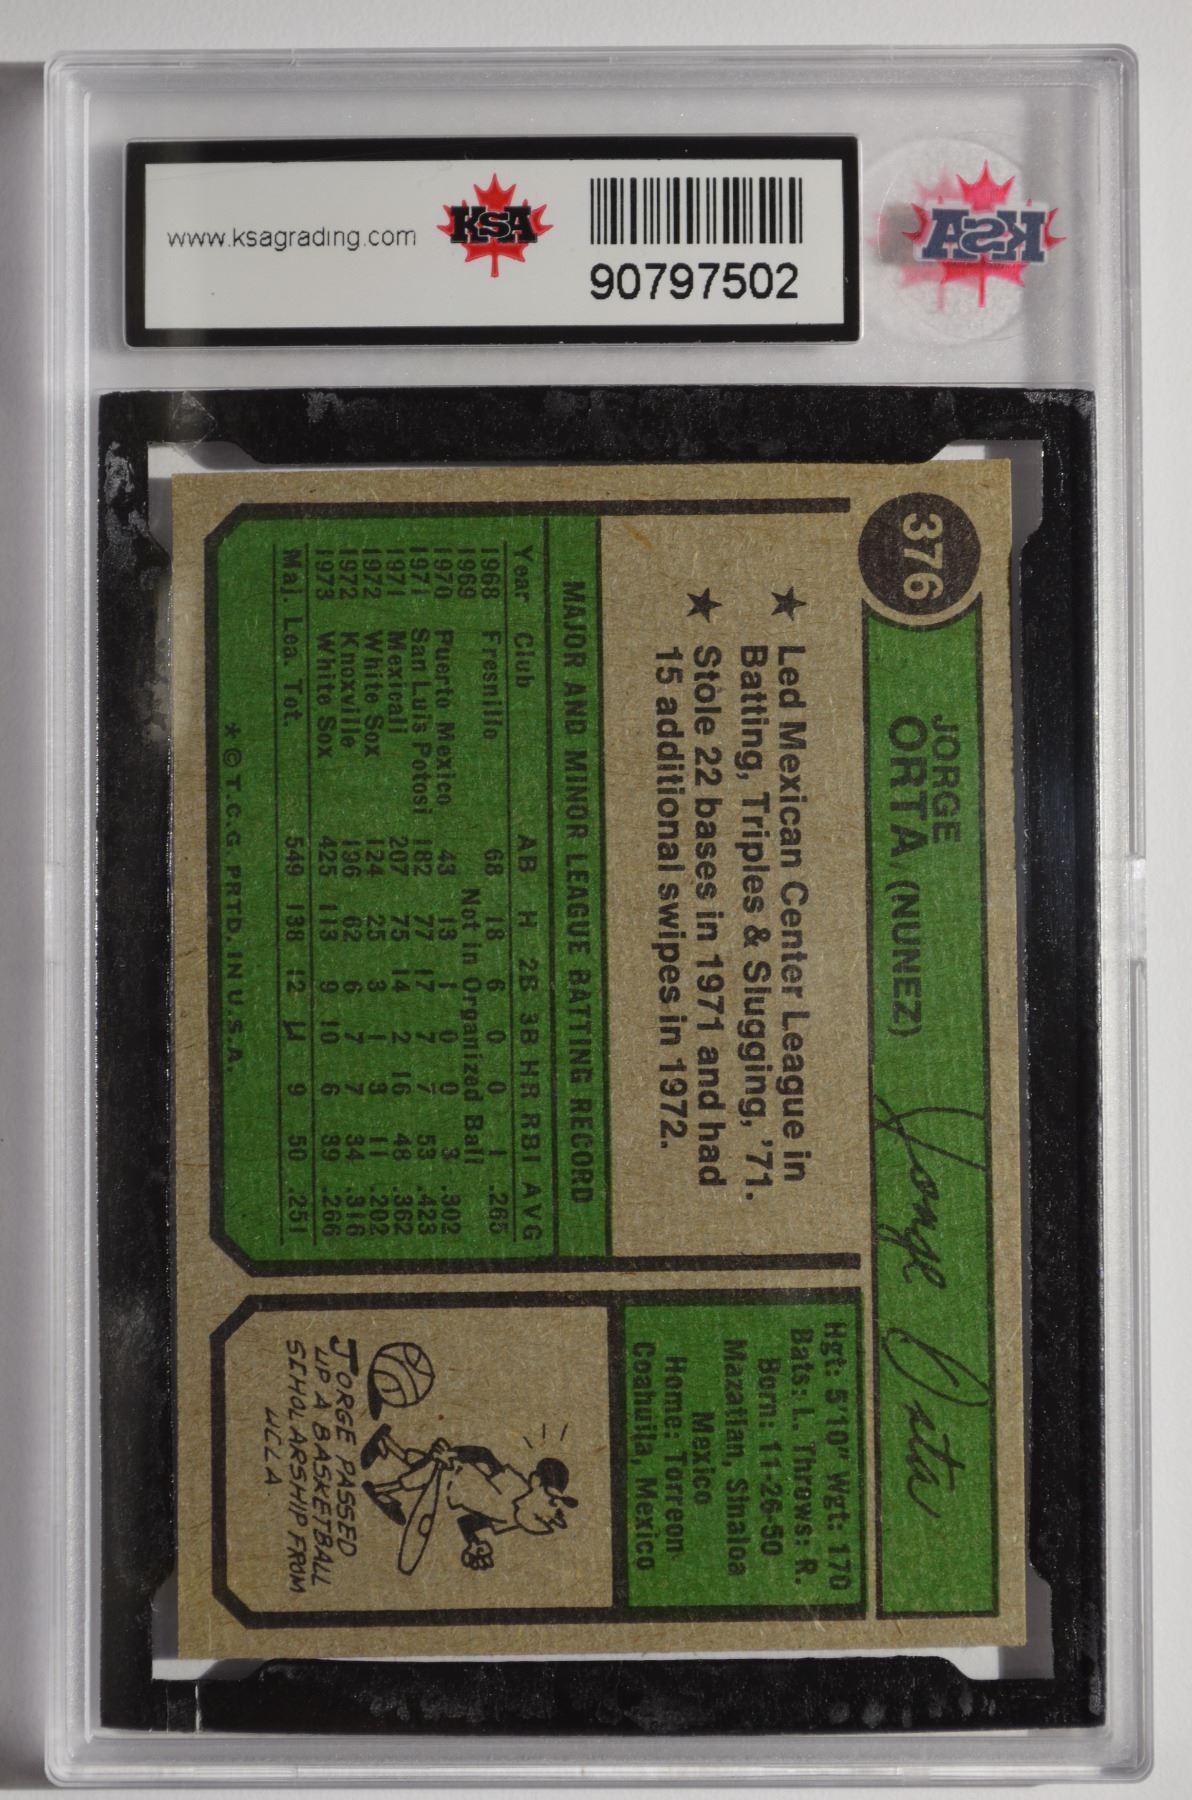 www.ksagrading.com
KSA
90797502
KSA
376
JORGE
ORTA (NUNEZ)
Jorge Orta
★ Led Mexican Center League in
Batting, Triples & Slugging, '71.
★ Stole 22 bases in 1971 and had
15 additional swipes in 1972.
Hgt: 5'10" Wgt: 170
Bats: L. Throws: R.
Born: 11-26-50
Mazatlan, Sinaloa
Mexico
Home: Torreon
Coahuila, Mexico
MAJOR AND MINOR LEAGUE BATTING RECORD
Year Club AB H 2B 3B HR RBI AVG
1968 Fresnillo 68 18 6 0 0 1 .265
1969 Not in Organized Ball
1970 Puerto Mexico 43 13 1 0 0 3 .302
1971 San Luis Potosi 182 77 17 7 7 53 .423
1971 Mexicali 207 75 14 2 16 48 .362
1972 White Sox 124 25 3 1 3 11 .202
1972 Knoxville 196 62 6 7 7 34 .316
1973 White Sox 425 113 9 10 6 39 .266
Maj. Lea. Tot. 549 138 12 11 9 50 .251
*©T.C.G. PRTD. IN U.S.A.
JORGE PASSED
UP A BASKETBALL
SCHOLARSHIP FROM
UCLA.